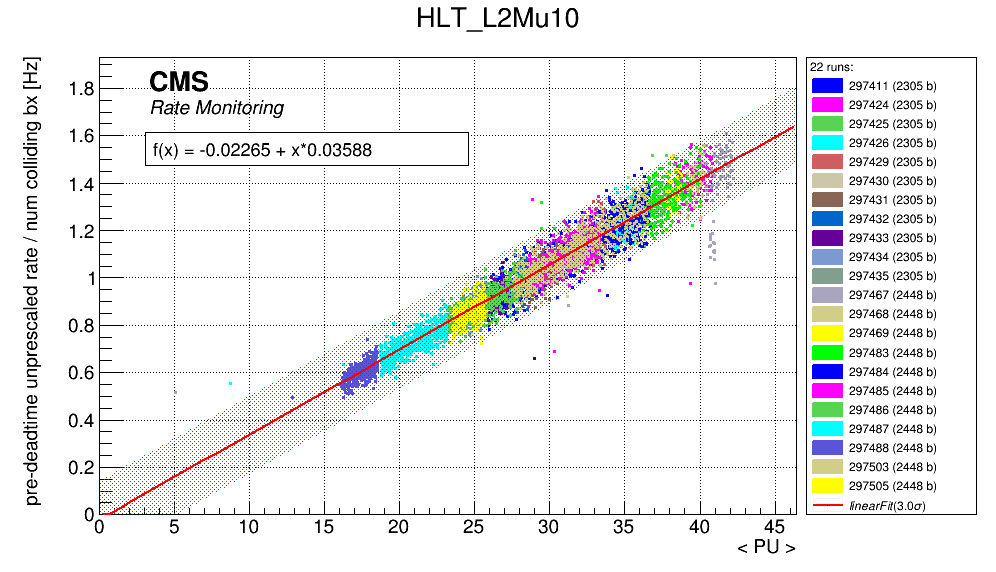 HLT_L2Mu10
pre-deadtime unprescaled rate / num colliding bx [Hz]
CMS
Rate Monitoring
f(x) = -0.02265 + x*0.03588
1.8
1.6
1.4
1.2
1
0.8
0.6
0.4
0.2
0
0 5 10 15 20 25 30 35 40 45
< PU >
22 runs:
297411 (2305 b)
297424 (2305 b)
297425 (2305 b)
297426 (2305 b)
297429 (2305 b)
297430 (2305 b)
297431 (2305 b)
297432 (2305 b)
297433 (2305 b)
297434 (2305 b)
297435 (2305 b)
297467 (2448 b)
297468 (2448 b)
297469 (2448 b)
297483 (2448 b)
297484 (2448 b)
297485 (2448 b)
297486 (2448 b)
297487 (2448 b)
297488 (2448 b)
297503 (2448 b)
297505 (2448 b)
linearFit(3.0σ)